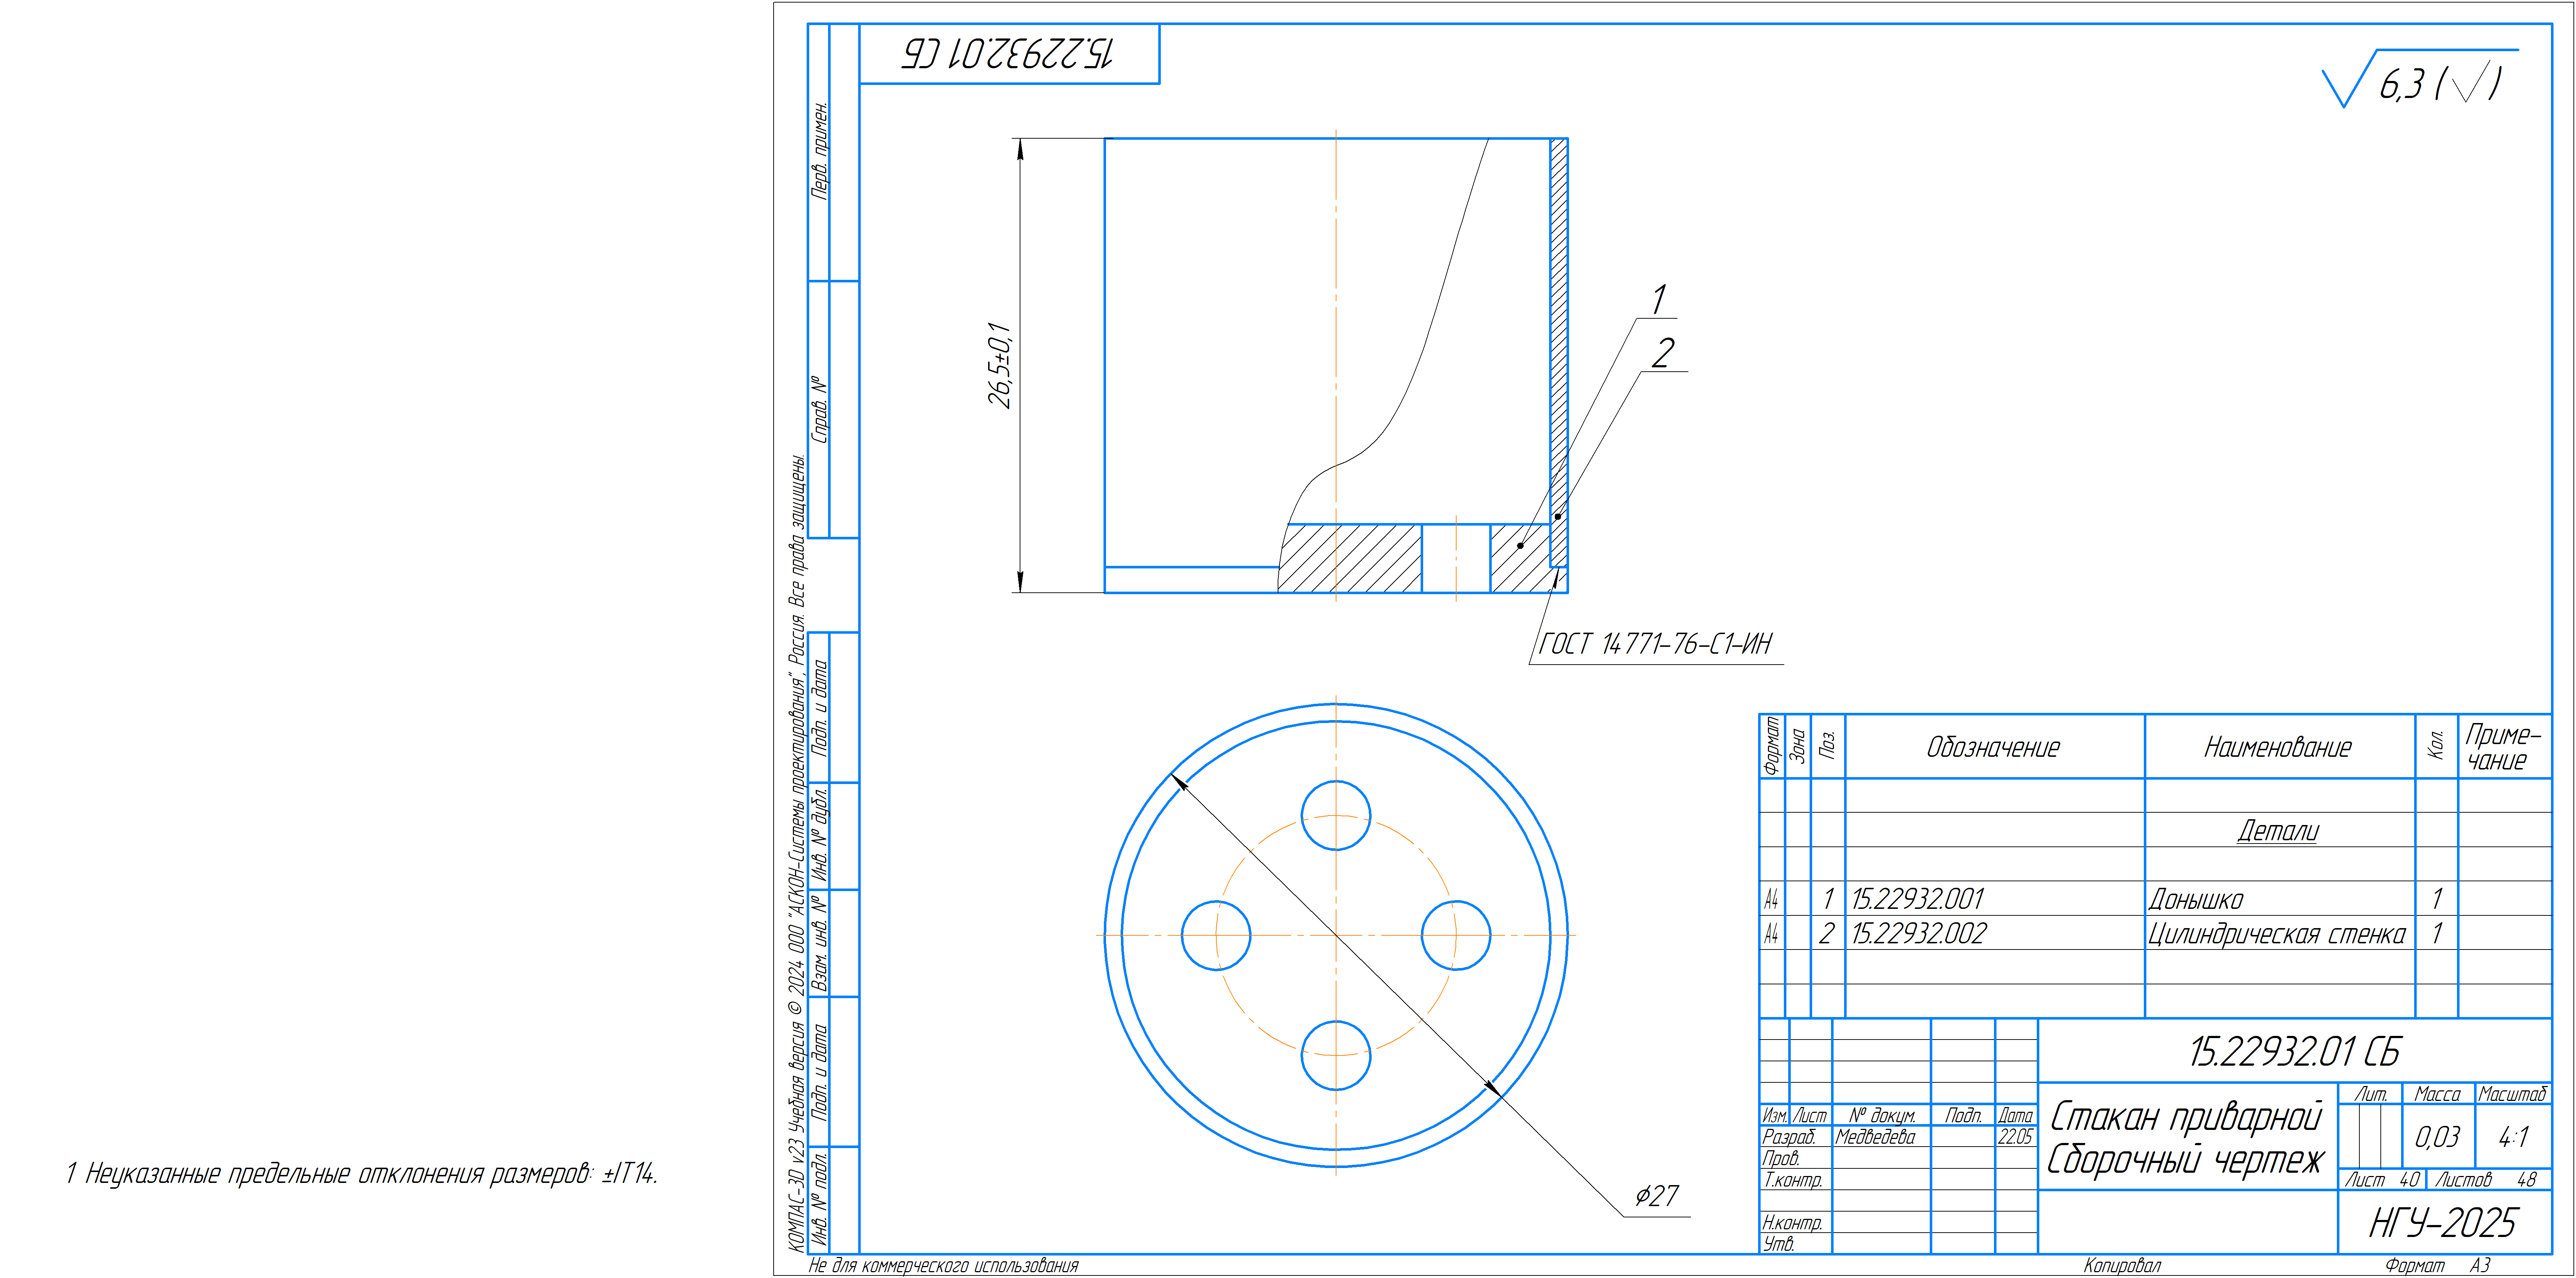 15.22932.01 СБ
6,3 (√)
Перв. примен.
Справ. №
Подп. и дата
Инв. № дубл.
Взам. инв. №
Подп. и дата
Инв. № подл.
КОМПАС-3D v23 Учебная версия © 2024 ООО "АСКОН-Системы проектирования", Россия. Все права защищены.
26,5±0,1
1
2
ГОСТ 14771-76-С1-ИН
⌀27
1 Неуказанные предельные отклонения размеров: ±IT14.
Формат Зона Поз. Обозначение Наименование Кол. Приме-
чание
Детали
А4 1 15.22932.001 Донышко 1
А4 2 15.22932.002 Цилиндрическая стенка 1
15.22932.01 СБ
Изм. Лист № докум. Подп. Дата
Разраб. Медведева 22.05
Пров.
Т.контр.
Н.контр.
Утв.
Стакан приварной
Сборочный чертеж
Лит. Масса Масштаб
0,03 4:1
Лист 40 Листов 48
НГУ-2025
Не для коммерческого использования
Копировал
Формат А3